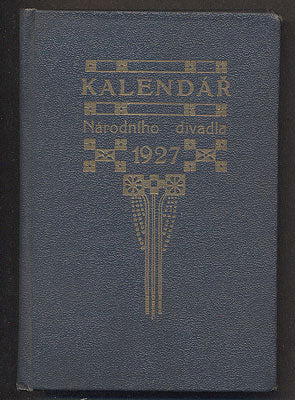 KALENDÁŘ
Národního divadla
1927